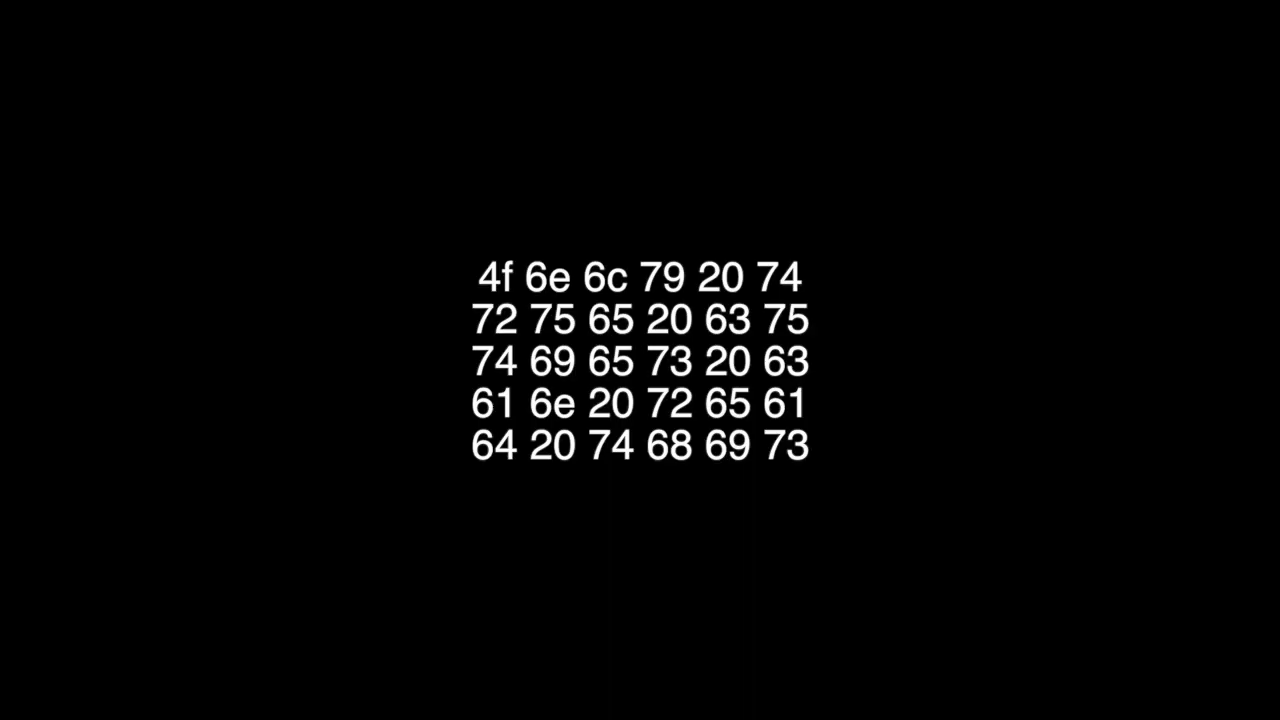 4f 6e 6c 79 20 74
72 75 65 20 63 75
74 69 65 73 20 63
61 6e 20 72 65 61
64 20 74 68 69 73